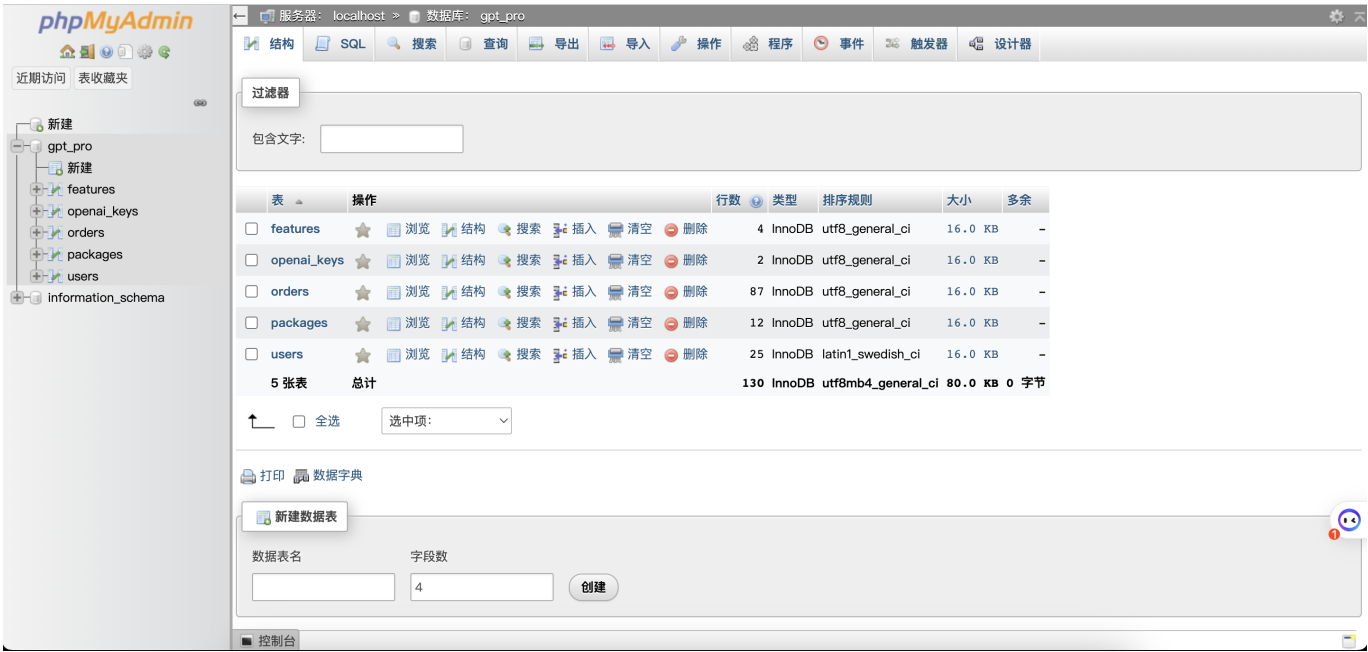 phpMyAdmin
近期访问 表收藏夹
新建
gpt_pro
新建
features
openai_keys
orders
packages
users
information_schema
服务器: localhost » 数据库: gpt_pro
结构 SQL 搜索 查询 导出 导入 操作 程序 事件 触发器 设计器
过滤器
包含文字:
表 操作 行数 类型 排序规则 大小 多余
features 浏览 结构 搜索 插入 清空 删除 4 InnoDB utf8_general_ci 16.0 KB -
openai_keys 浏览 结构 搜索 插入 清空 删除 2 InnoDB utf8_general_ci 16.0 KB -
orders 浏览 结构 搜索 插入 清空 删除 87 InnoDB utf8_general_ci 16.0 KB -
packages 浏览 结构 搜索 插入 清空 删除 12 InnoDB utf8_general_ci 16.0 KB -
users 浏览 结构 搜索 插入 清空 删除 25 InnoDB latin1_swedish_ci 16.0 KB -
5 张表 总计 130 InnoDB utf8mb4_general_ci 80.0 KB 0 字节
全选 选中项:
打印 数据字典
新建数据表
数据表名 字段数
4 创建
1
控制台